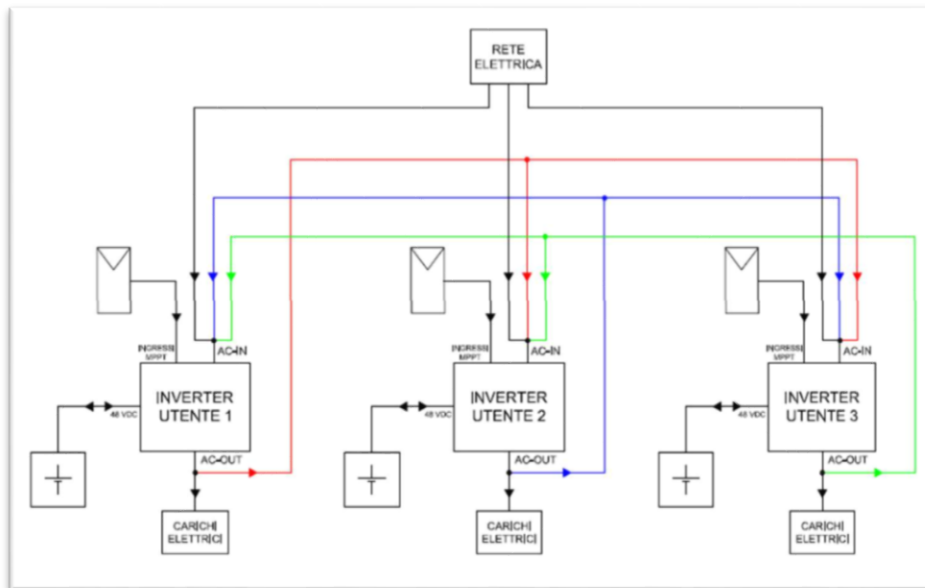 RETE
ELETTRICA
INGRESSI
MPPT
AC-IN
INGRESSI
MPPT
AC-IN
INGRESSI
MPPT
AC-IN
INVERTER
UTENTE 1
48 VDC
INVERTER
UTENTE 2
48 VDC
INVERTER
UTENTE 3
48 VDC
AC-OUT
AC-OUT
AC-OUT
CARICHI
ELETTRICI
CARICHI
ELETTRICI
CARICHI
ELETTRICI